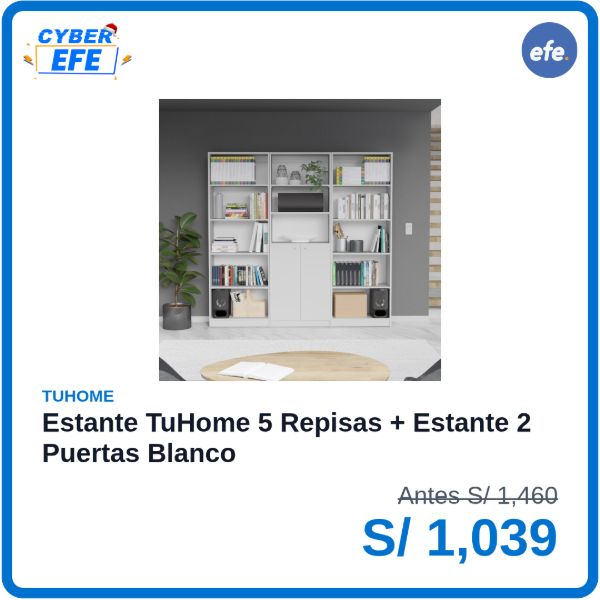 CYBER
EFE
efe.
TUHOME
Estante TuHome 5 Repisas + Estante 2
Puertas Blanco
Antes S/ 1,460
S/ 1,039